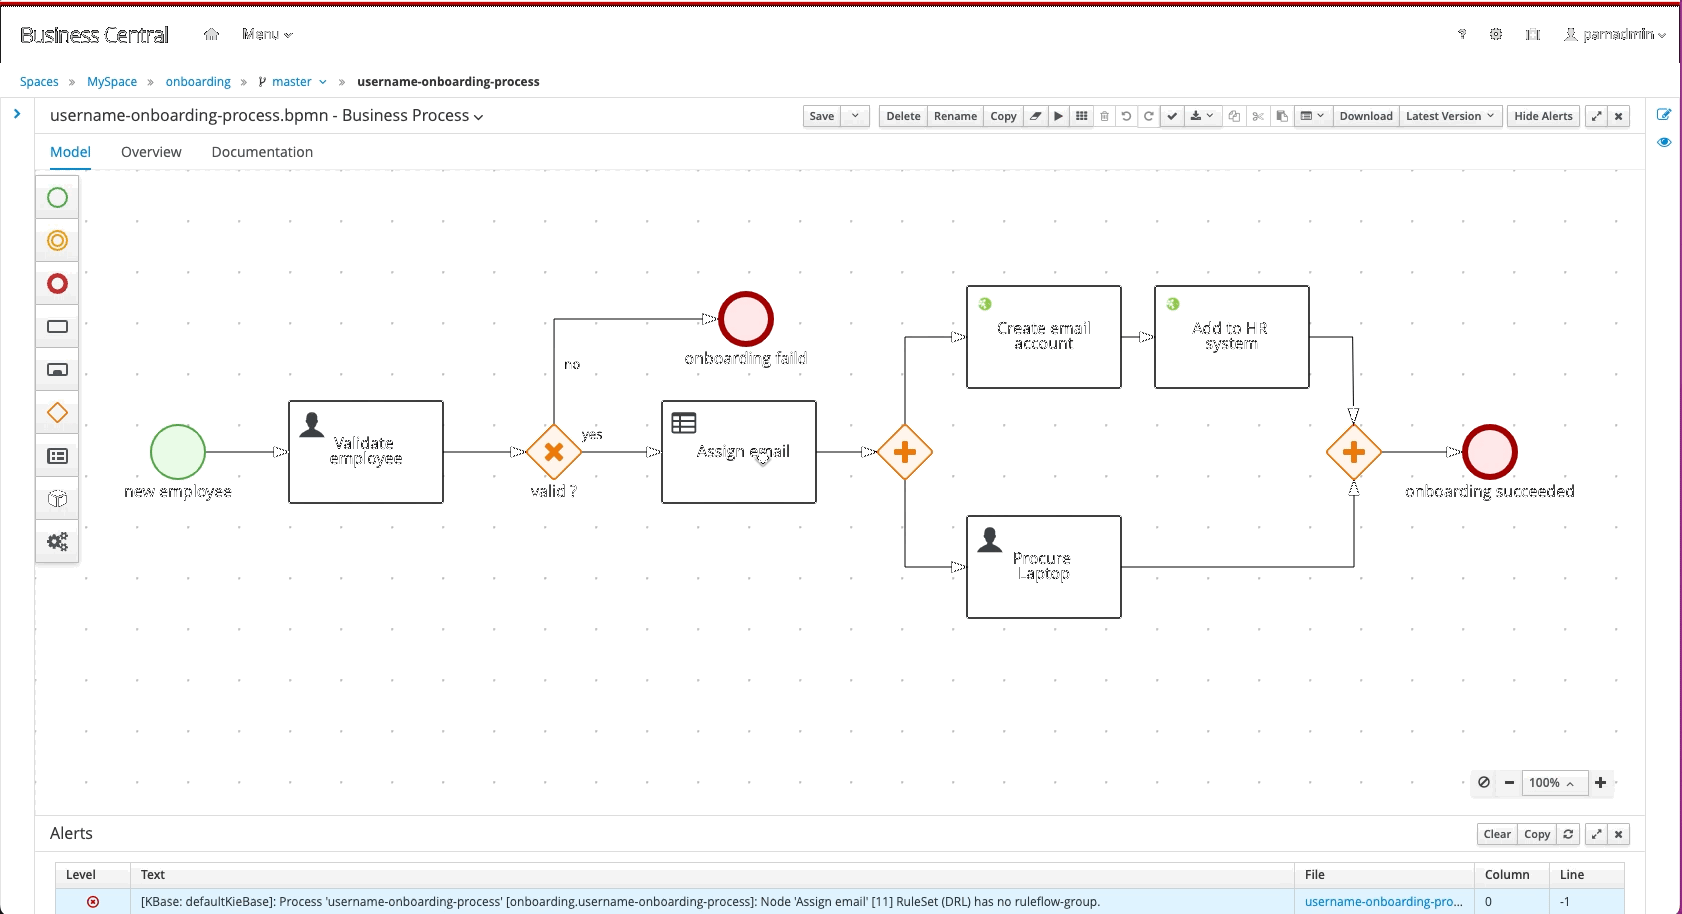 Business Central
Menu
?
pamadmin
Spaces » MySpace » onboarding » master » username-onboarding-process
username-onboarding-process.bpmn - Business Process
Save
Delete
Rename
Copy
Download
Latest Version
Hide Alerts
Model
Overview
Documentation
onboarding faild
no
Create email
account
Add to HR
system
Validate
employee
yes
Assign email
new employee
valid ?
onboarding succeeded
Procure
Laptop
100%
Alerts
Clear
Copy
Level
Text
File
Column
Line
[KBase: defaultKieBase]: Process 'username-onboarding-process' [onboarding.username-onboarding-process]: Node 'Assign email' [11] RuleSet (DRL) has no ruleflow-group.
username-onboarding-pro...
0
-1